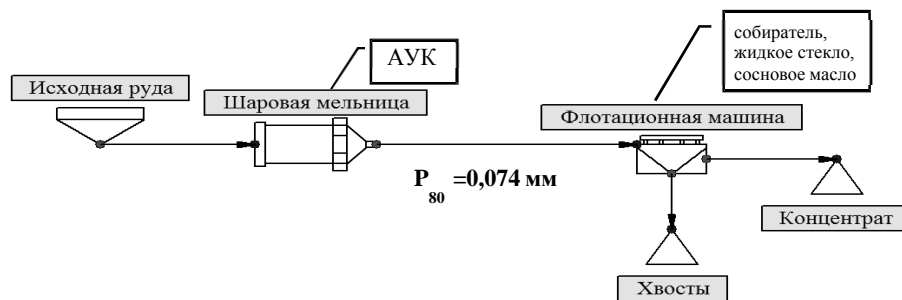 собиратель,
жидкое стекло,
сосновое масло
АУК
Исходная руда
Шаровая мельница
Флотационная машина
P80 =0,074 мм
Концентрат
Хвосты